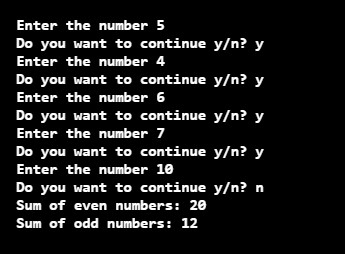 Enter the number 5
Do you want to continue y/n? y
Enter the number 4
Do you want to continue y/n? y
Enter the number 6
Do you want to continue y/n? y
Enter the number 7
Do you want to continue y/n? y
Enter the number 10
Do you want to continue y/n? n
Sum of even numbers: 20
Sum of odd numbers: 12